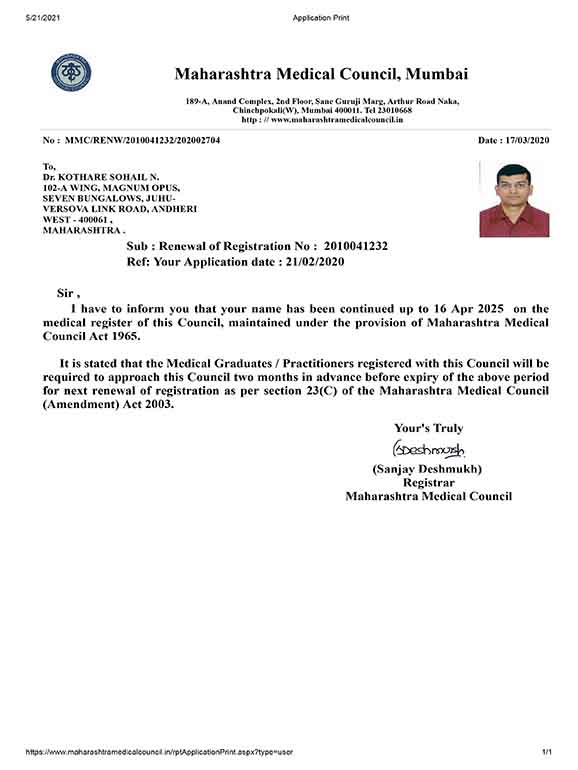 5/21/2021 Application Print
Maharashtra Medical Council, Mumbai
189-A, Anand Complex, 2nd Floor, Sane Guruji Marg, Arthur Road Naka,
Chinchpokali(W), Mumbai 400011. Tel 23010668
http : // www.maharashtramedicalcouncil.in
No : MMC/RENW/2010041232/202002704 Date : 17/03/2020
To,
Dr. KOTHARE SOHAIL N.
102-A WING, MAGNUM OPUS,
SEVEN BUNGALOWS, JUHU-
VERSOVA LINK ROAD, ANDHERI
WEST - 400061 ,
MAHARASHTRA .
Sub : Renewal of Registration No : 2010041232
Ref: Your Application date : 21/02/2020
Sir ,
I have to inform you that your name has been continued up to 16 Apr 2025 on the
medical register of this Council, maintained under the provision of Maharashtra Medical
Council Act 1965.
It is stated that the Medical Graduates / Practitioners registered with this Council will be
required to approach this Council two months in advance before expiry of the above period
for next renewal of registration as per section 23(C) of the Maharashtra Medical Council
(Amendment) Act 2003.
Your's Truly
SDeshmukh
(Sanjay Deshmukh)
Registrar
Maharashtra Medical Council
https://www.maharashtramedicalcouncil.in/rptApplicationPrint.aspx?type=user 1/1